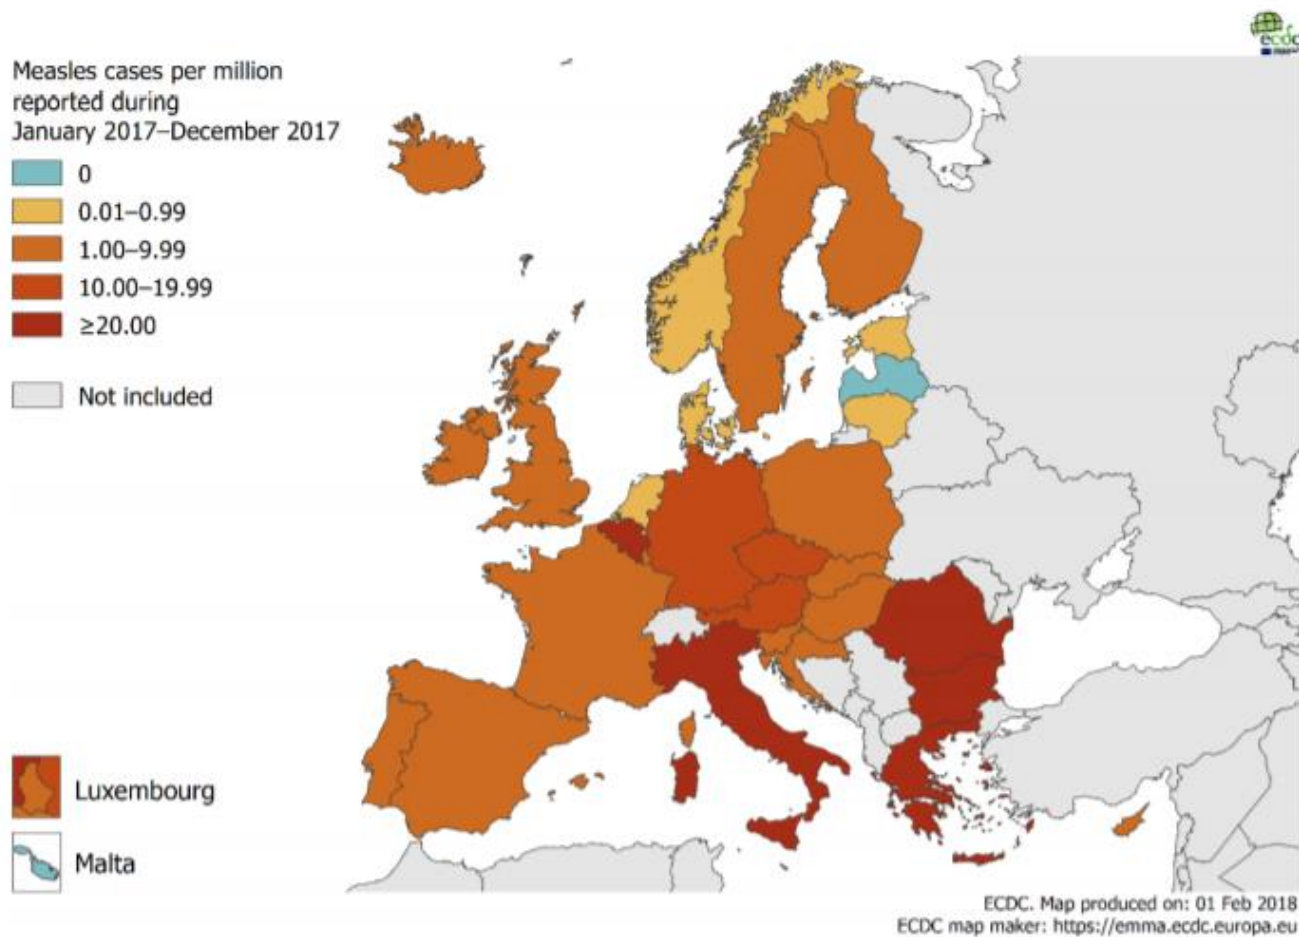 ecdc
Measles cases per million
reported during
January 2017–December 2017
0
0.01–0.99
1.00–9.99
10.00–19.99
≥20.00
Not included
Luxembourg
Malta
ECDC. Map produced on: 01 Feb 2018
ECDC map maker: https://emma.ecdc.europa.eu